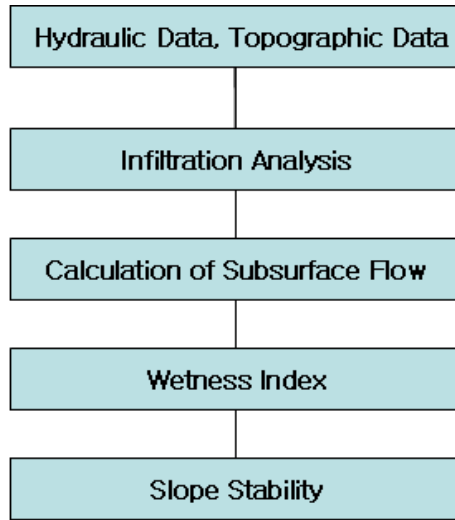 Hydraulic Data, Topographic Data
Infiltration Analysis
Calculation of Subsurface Flow
Wetness Index
Slope Stability